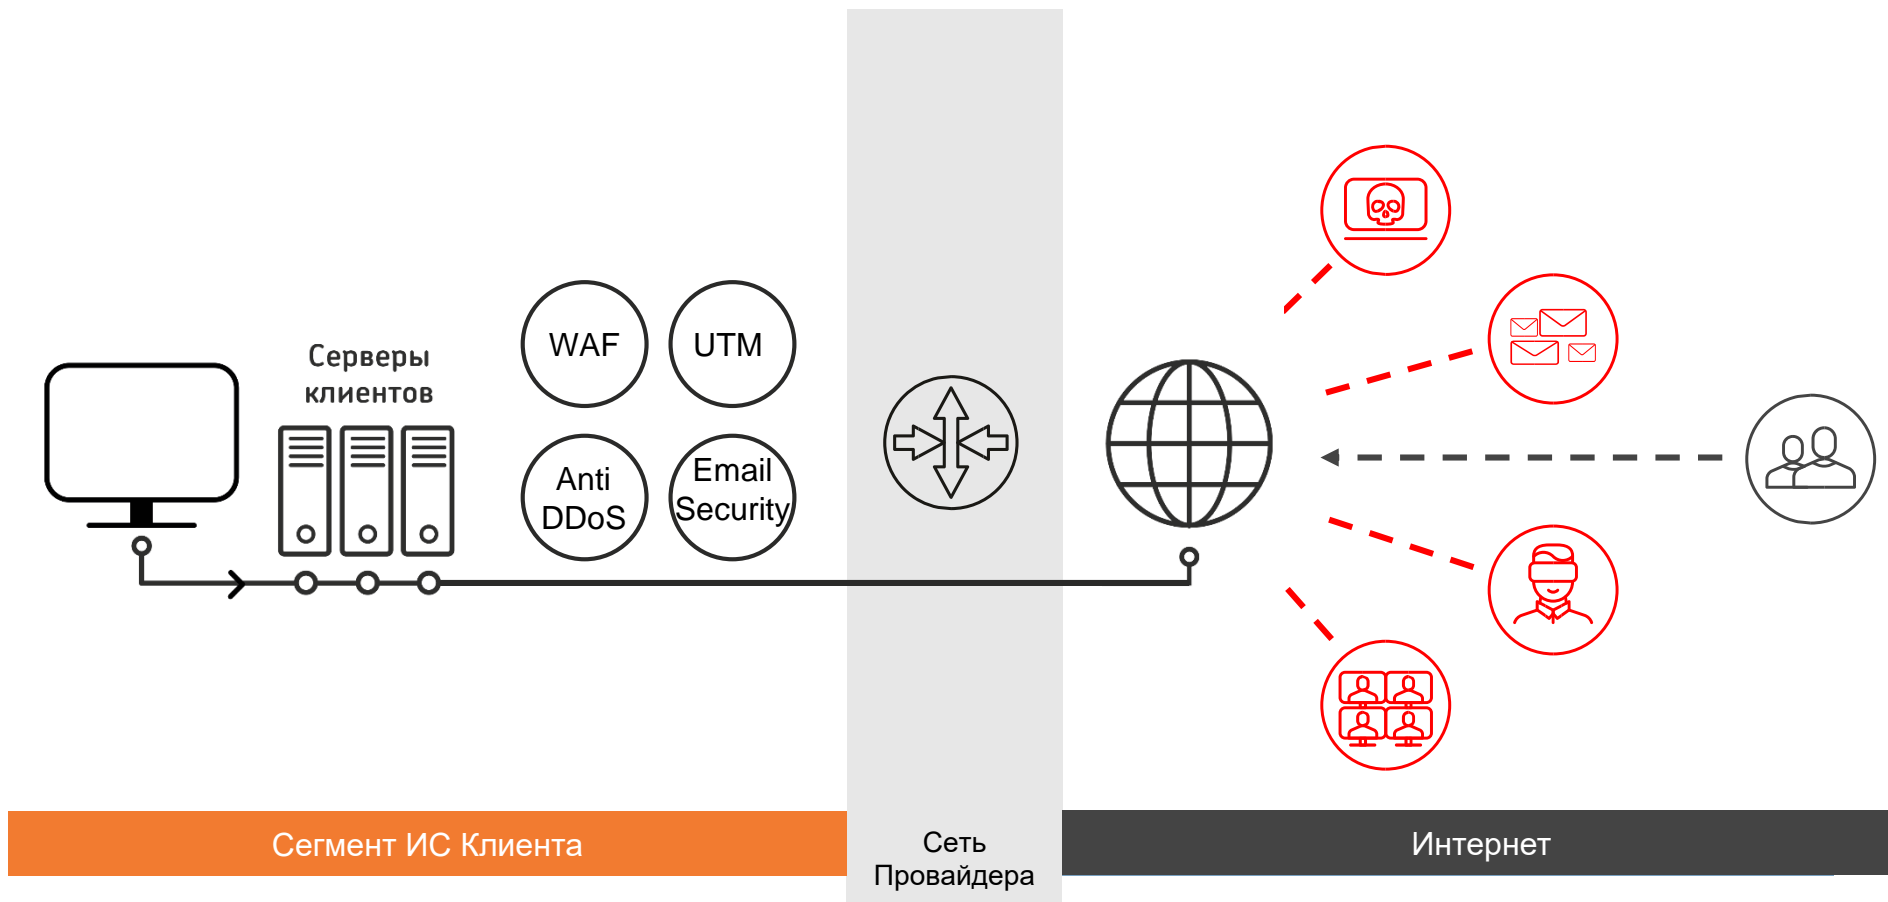 Серверы
клиентов
WAF
UTM
Anti
DDoS
Email
Security
Сегмент ИС Клиента
Сеть
Провайдера
Интернет